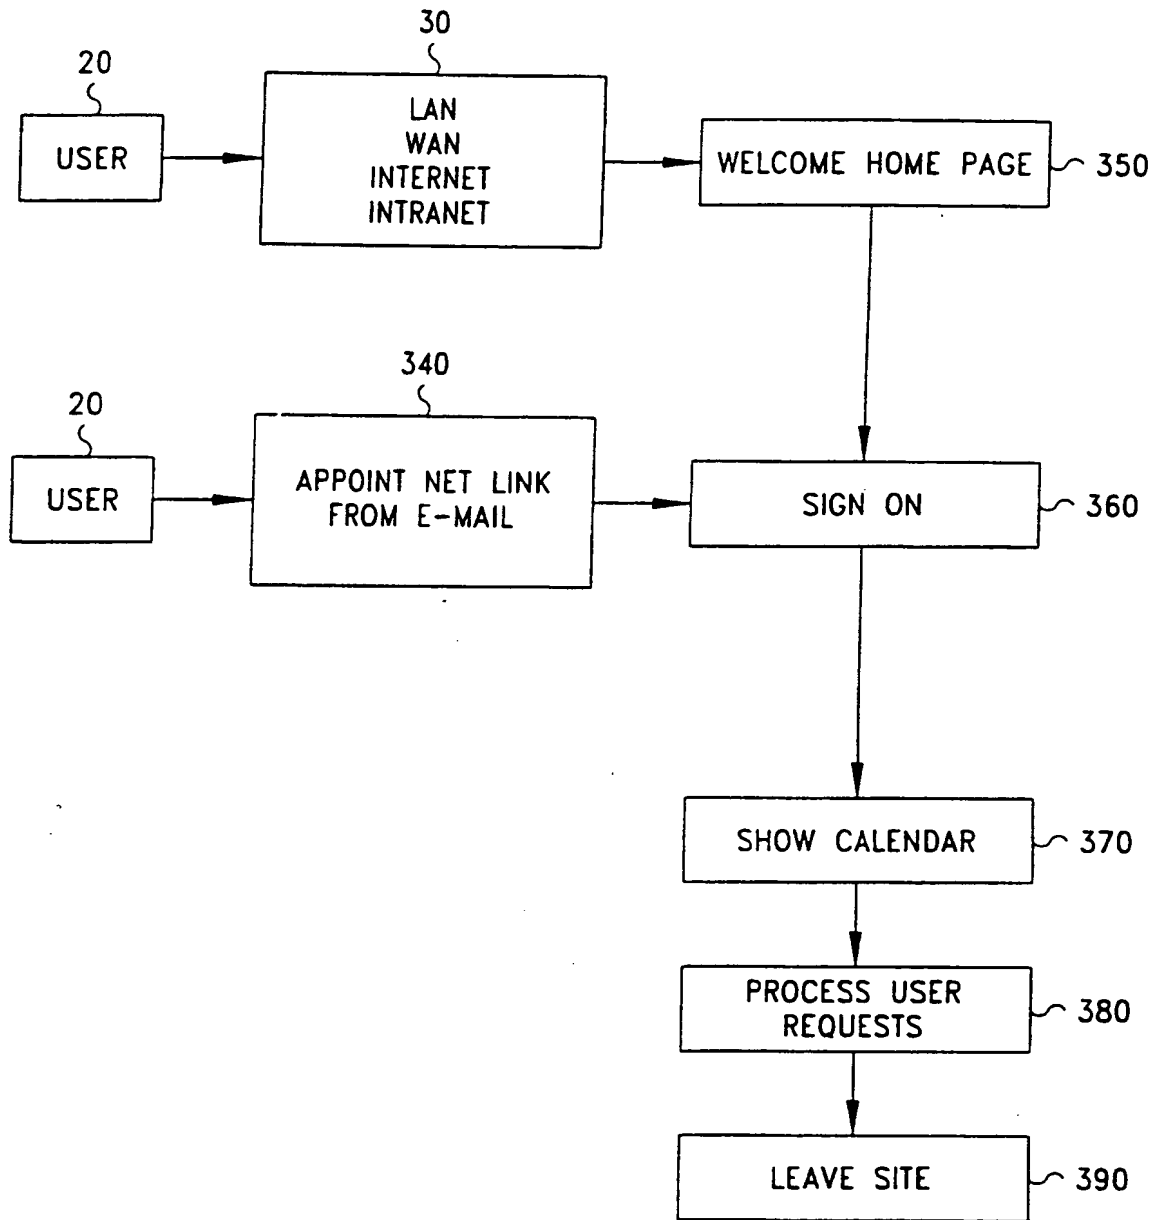 30
20
LAN
WAN
INTERNET
INTRANET
USER
WELCOME HOME PAGE
350
340
20
APPOINT NET LINK
FROM E-MAIL
USER
SIGN ON
360
SHOW CALENDAR
370
PROCESS USER
REQUESTS
380
LEAVE SITE
390